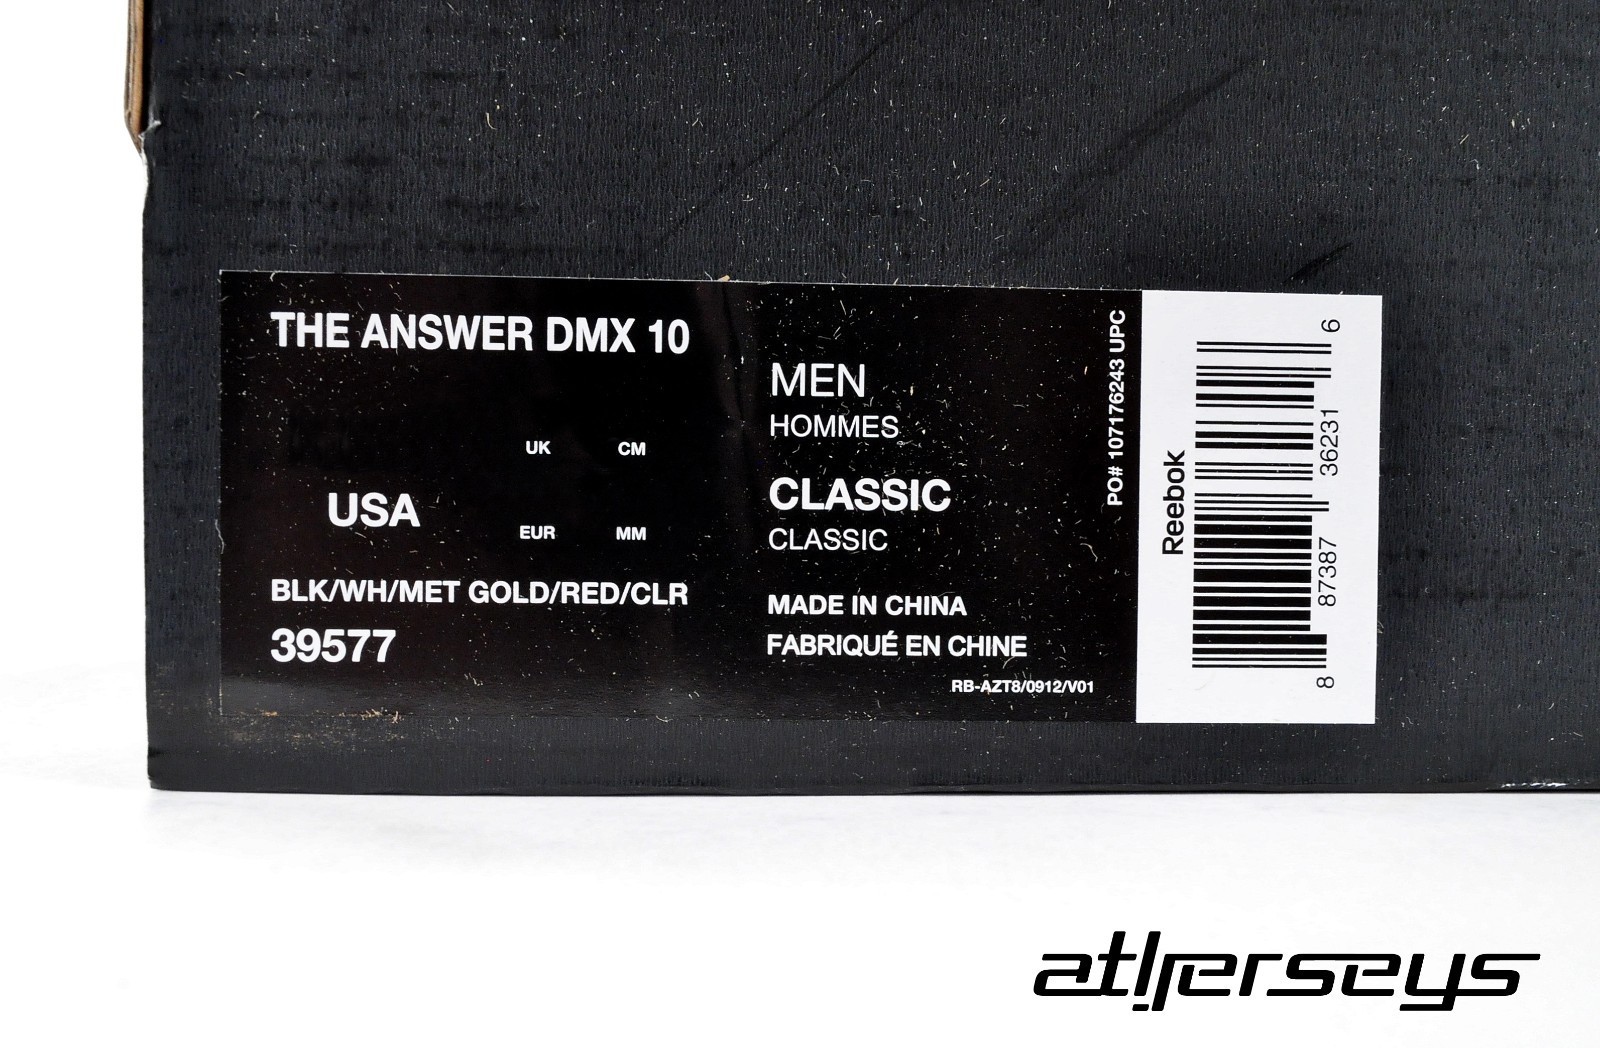 THE ANSWER DMX 10
UK CM
USA
EUR MM
BLK/WH/MET GOLD/RED/CLR
39577
MEN
HOMMES
CLASSIC
CLASSIC
MADE IN CHINA
FABRIQUÉ EN CHINE
RB-AZT8/0912/V01
PO# 107176243 UPC
Reebok
8 87387 36231 6
atljerseys